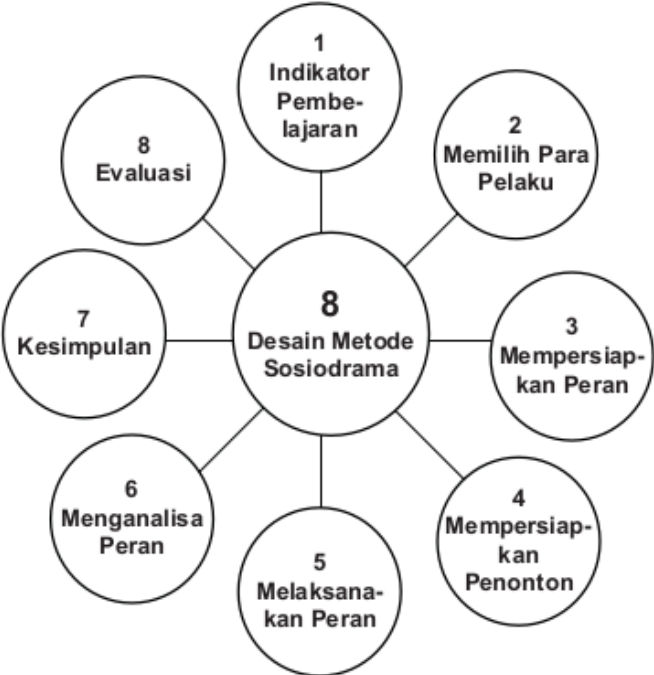 1
Indikator
Pembe-
lajaran
2
Memilih Para
Pelaku
3
Mempersiap-
kan Peran
4
Mempersiap-
kan
Penonton
5
Melaksana-
kan Peran
6
Menganalisa
Peran
7
Kesimpulan
8
Evaluasi
8
Desain Metode
Sosiodrama